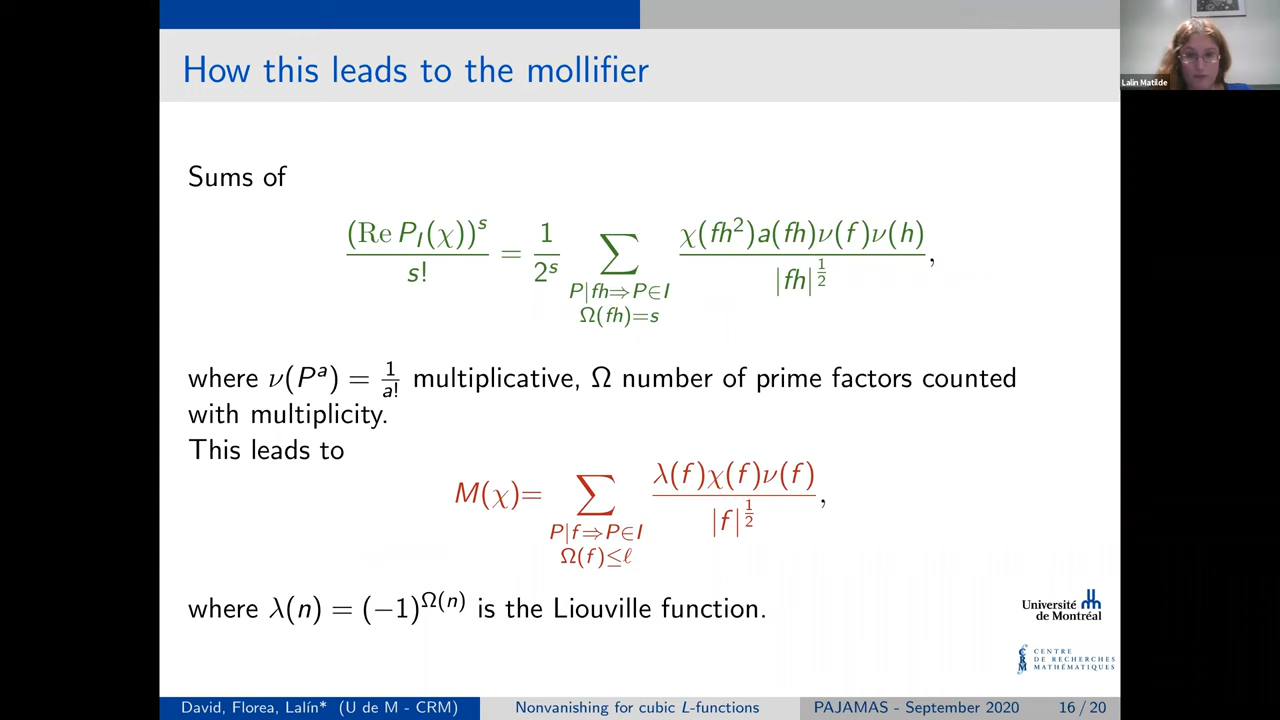 How this leads to the mollifier
Lalín Matilde
Sums of
(Re P_I(χ))^s / s! = 1/2^s ∑_{P|fh⇒P∈I, Ω(fh)=s} χ(fh²)a(fh)ν(f)ν(h) / |fh|^{1/2},
where ν(P^a) = 1/a! multiplicative, Ω number of prime factors counted
with multiplicity.
This leads to
M(χ)= ∑_{P|f⇒P∈I, Ω(f)≤ℓ} λ(f)χ(f)ν(f) / |f|^{1/2},
where λ(n) = (−1)^{Ω(n)} is the Liouville function.
Université
de Montréal
CRM
CENTRE
DE RECHERCHES
MATHÉMATIQUES
David, Florea, Lalín* (U de M - CRM)
Nonvanishing for cubic L-functions
PAJAMAS - September 2020
16 / 20